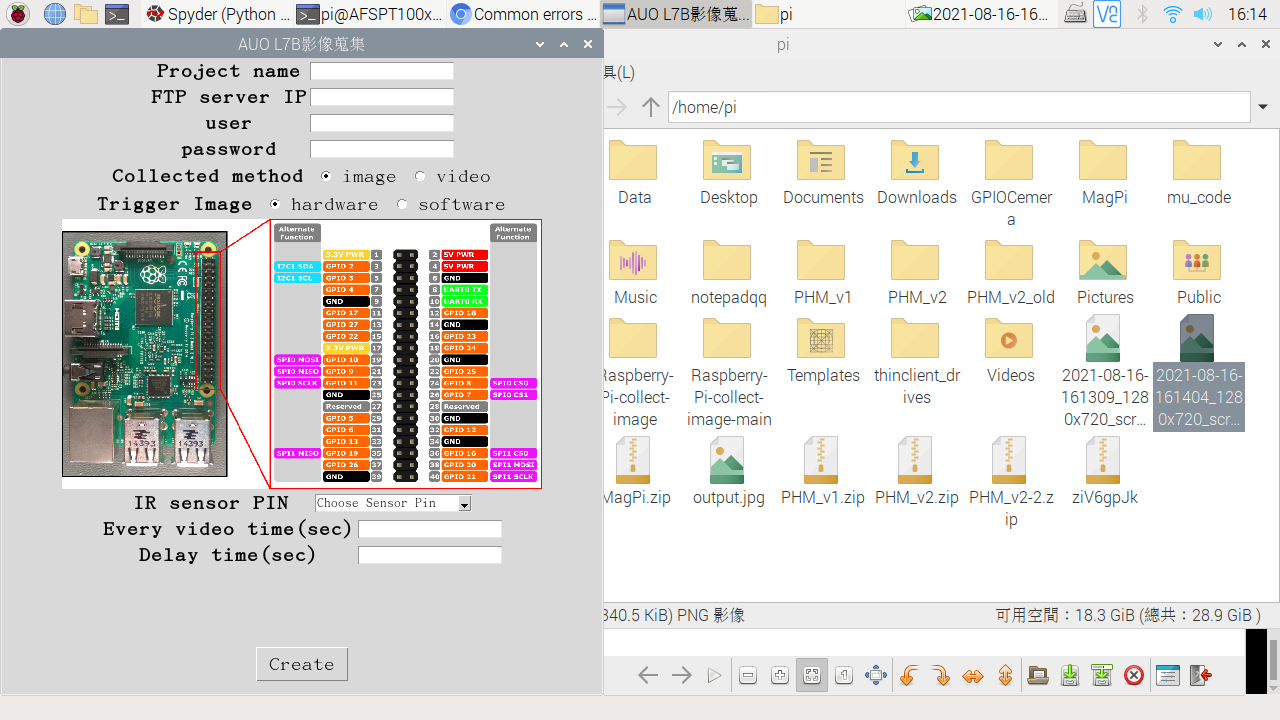 Spyder (Python ...
pi@AFSPT100x...
Common errors ...
AUO L7B影像蒐...
pi
2021-08-16-16...
16:14
AUO L7B影像蒐集
Project name
FTP server IP
user
password
Collected method
image
video
Trigger Image
hardware
software
Alternate Function
Alternate Function
3.3V PWR 1 2 5V PWR
I2C1 SDA GPIO 2 3 4 5V PWR
I2C1 SCL GPIO 3 5 6 GND
GPIO 4 7 8 UART0 TX
GND 9 10 UART0 RX
GPIO 17 11 12 GPIO 18
GPIO 27 13 14 GND
GPIO 22 15 16 GPIO 23
3.3V PWR 17 18 GPIO 24
SPI0 MOSI GPIO 10 19 20 GND
SPI0 MISO GPIO 9 21 22 GPIO 25
SPI0 SCLK GPIO 11 23 24 GPIO 8 SPI0 CS0
GND 25 26 GPIO 7 SPI0 CS1
Reserved 27 28 Reserved
GPIO 5 29 30 GND
GPIO 6 31 32 GPIO 12
GPIO 13 33 34 GND
SPI1 MISO GPIO 19 35 36 GPIO 16 SPI1 CS0
GPIO 26 37 38 GPIO 20 SPI1 MOSI
GND 39 40 GPIO 21 SPI1 SCLK
HDMI
14393
14393
IR sensor PIN
Choose Sensor Pin
Every video time(sec)
Delay time(sec)
Create
pi
具(L)
/home/pi
Data
Desktop
Documents
Downloads
GPIOCemer
a
MagPi
mu_code
Music
notepadqq
PHM_v1
PHM_v2
PHM_v2_old
Pictures
Public
Raspberry-
Pi-collect-
image
Raspberry-
Pi-collect-
image-main
Templates
thinclient_dr
ives
Videos
2021-08-16-
161309_128
0x720_scr...
2021-08-16-
161404_128
0x720_scr...
MagPi.zip
output.jpg
PHM_v1.zip
PHM_v2.zip
PHM_v2-2.z
ip
ziV6gpJk
340.5 KiB) PNG 影像
可用空間：18.3 GiB (總共：28.9 GiB )